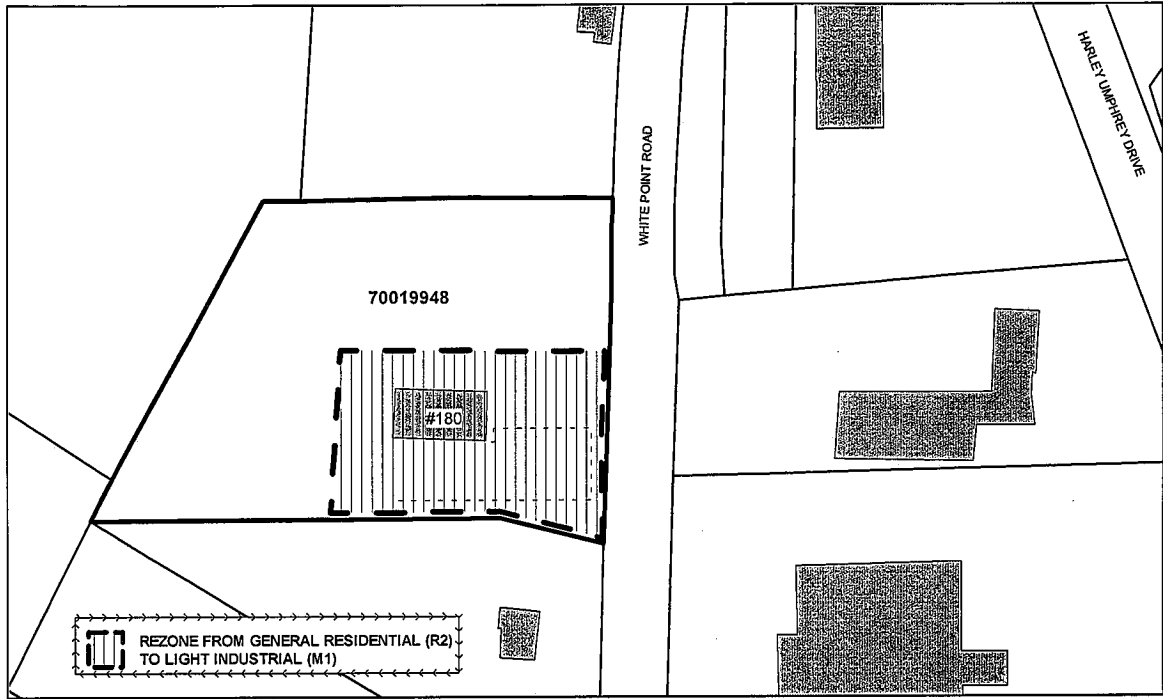 HARLEY UMPHREY DRIVE
WHITE POINT ROAD
70019948
#180
REZONE FROM GENERAL RESIDENTIAL (R2)
TO LIGHT INDUSTRIAL (M1)